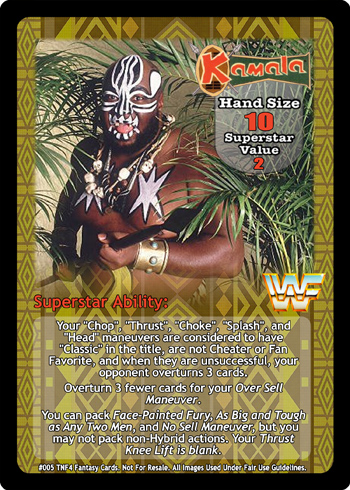 Kamala
Hand Size
10
Superstar
Value
2
WF
Superstar Ability:
Your "Chop", "Thrust", "Choke", "Splash", and
"Head" maneuvers are considered to have
"Classic" in the title, are not Cheater or Fan
Favorite, and when they are unsuccessful, your
opponent overturns 3 cards.
Overturn 3 fewer cards for your Over Sell
Maneuver.
You can pack Face-Painted Fury, As Big and Tough
as Any Two Men, and No Sell Maneuver, but you
may not pack non-Hybrid actions. Your Thrust
Knee Lift is blank.
#005 TNF4 Fantasy Cards. Not For Resale. All Images Used Under Fair Use Guidelines.